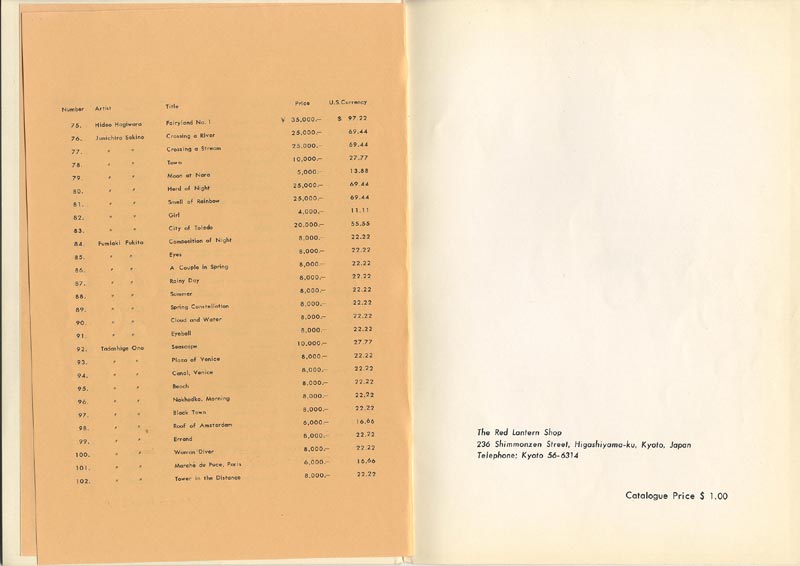 Number Artist Title Price U.S.Currency
75. Hideo Hagiwara Fairyland No.1 ¥ 35,000.- $ 97.22
76. Junichiro Sekino Crossing a River 25,000.- 69.44
77. " " Crossing a Stream 25,000.- 69.44
78. " " Town 10,000.- 27.77
79. " " Moon at Nara 5,000.- 13.88
80. " " Herd of Night 25,000.- 69.44
81. " " Smell of Rainbow 25,000.- 69.44
82. " " Girl 4,000.- 11.11
83. " " City of Toledo 20,000.- 55.55
84. Fumiaki Fukita Composition of Night 8,000.- 22.22
85. " " Eyes 8,000.- 22.22
86. " " A Couple in Spring 8,000.- 22.22
87. " " Rainy Day 8,000.- 22.22
88. " " Summer 8,000.- 22.22
89. " " Spring Constellation 8,000.- 22.22
90. " " Cloud and Water 8,000.- 22.22
91. " " Eyeball 8,000.- 22.22
92. Tadashige Ono Seascape 10,000.- 27.77
93. " " Plaza of Venice 8,000.- 22.22
94. " " Canal, Venice 8,000.- 22.22
95. " " Beach 8,000.- 22.22
96. " " Nakhodka, Morning 8,000.- 22.22
97. " " Black Town 8,000.- 22.22
98. " " Roof of Amsterdam 6,000.- 16.66
99. " " Errand 8,000.- 22.22
100. " " Woman Diver 8,000.- 22.22
101. " " Marché de Puce, Paris 6,000.- 16.66
102. " " Tower in the Distance 8,000.- 22.22
The Red Lantern Shop
236 Shimmonzen Street, Higashiyama-ku, Kyoto, Japan
Telephone: Kyoto 56-6314
Catalogue Price $ 1.00